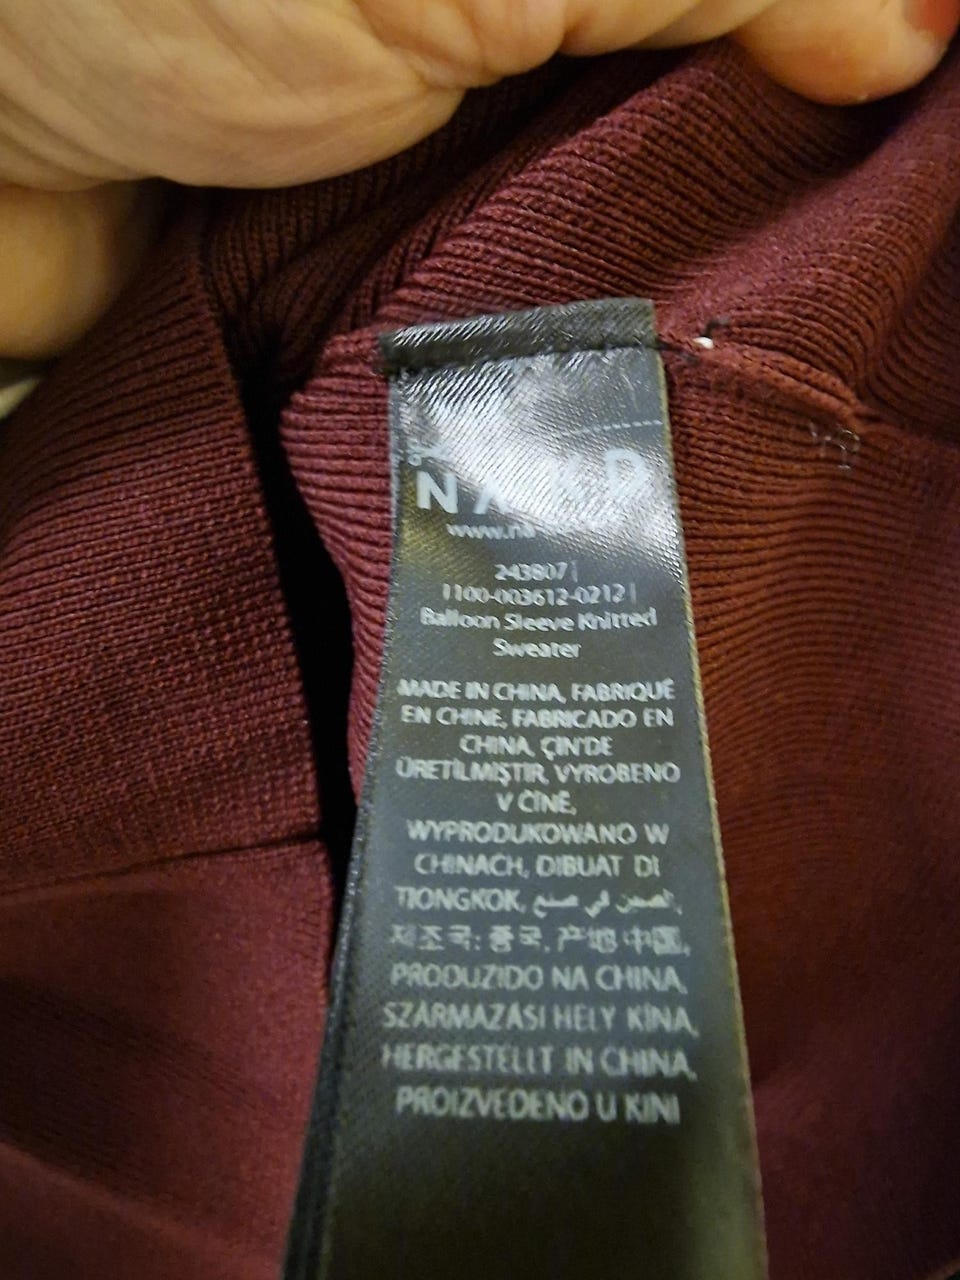 www.na
243807|
1100-003612-0212|
Balloon Sleeve Knitted
Sweater
MADE IN CHINA, FABRIQUÉ
EN CHINE, FABRICADO EN
CHINA, ÇIN'DE
ÜRETİLMİŞTİR, VYROBENO
V ČÍNĚ,
WYPRODUKOWANO W
CHINACH, DIBUAT DI
TIONGKOK, صنع في الصين,
제조국: 중국, 产地 中国,
PRODUZIDO NA CHINA,
SZÁRMAZÁSI HELY KÍNA,
HERGESTELLT IN CHINA,
PROIZVEDENO U KINI